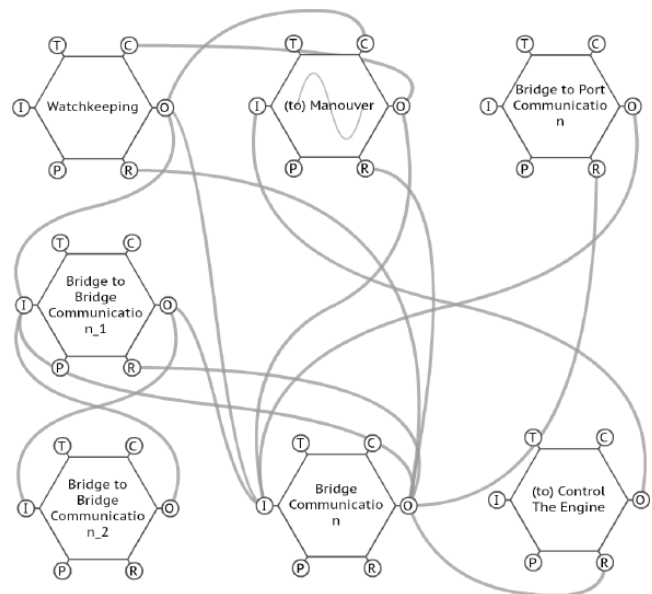 T C
I Watchkeeping O
P R
T C
I (to) Manouver O
P R
T C
I Bridge to Port O
Communicatio
n
P R
T C
Bridge to
I Bridge O
Communicatio
n_1
P R
T C
Bridge to
I Bridge O
Communicatio
n_2
P R
T C
I Bridge O
Communicatio
n
P R
T C
I (to) Control O
The Engine
P R